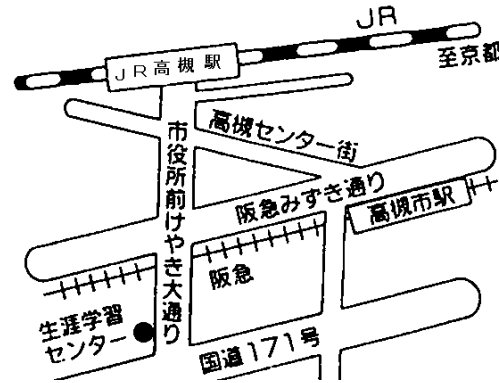 JR
至京都
JR高槻駅
高槻センター街
市役所前けやき大通り
阪急みずき通り
高槻市駅
阪急
生涯学習
センター
国道171号